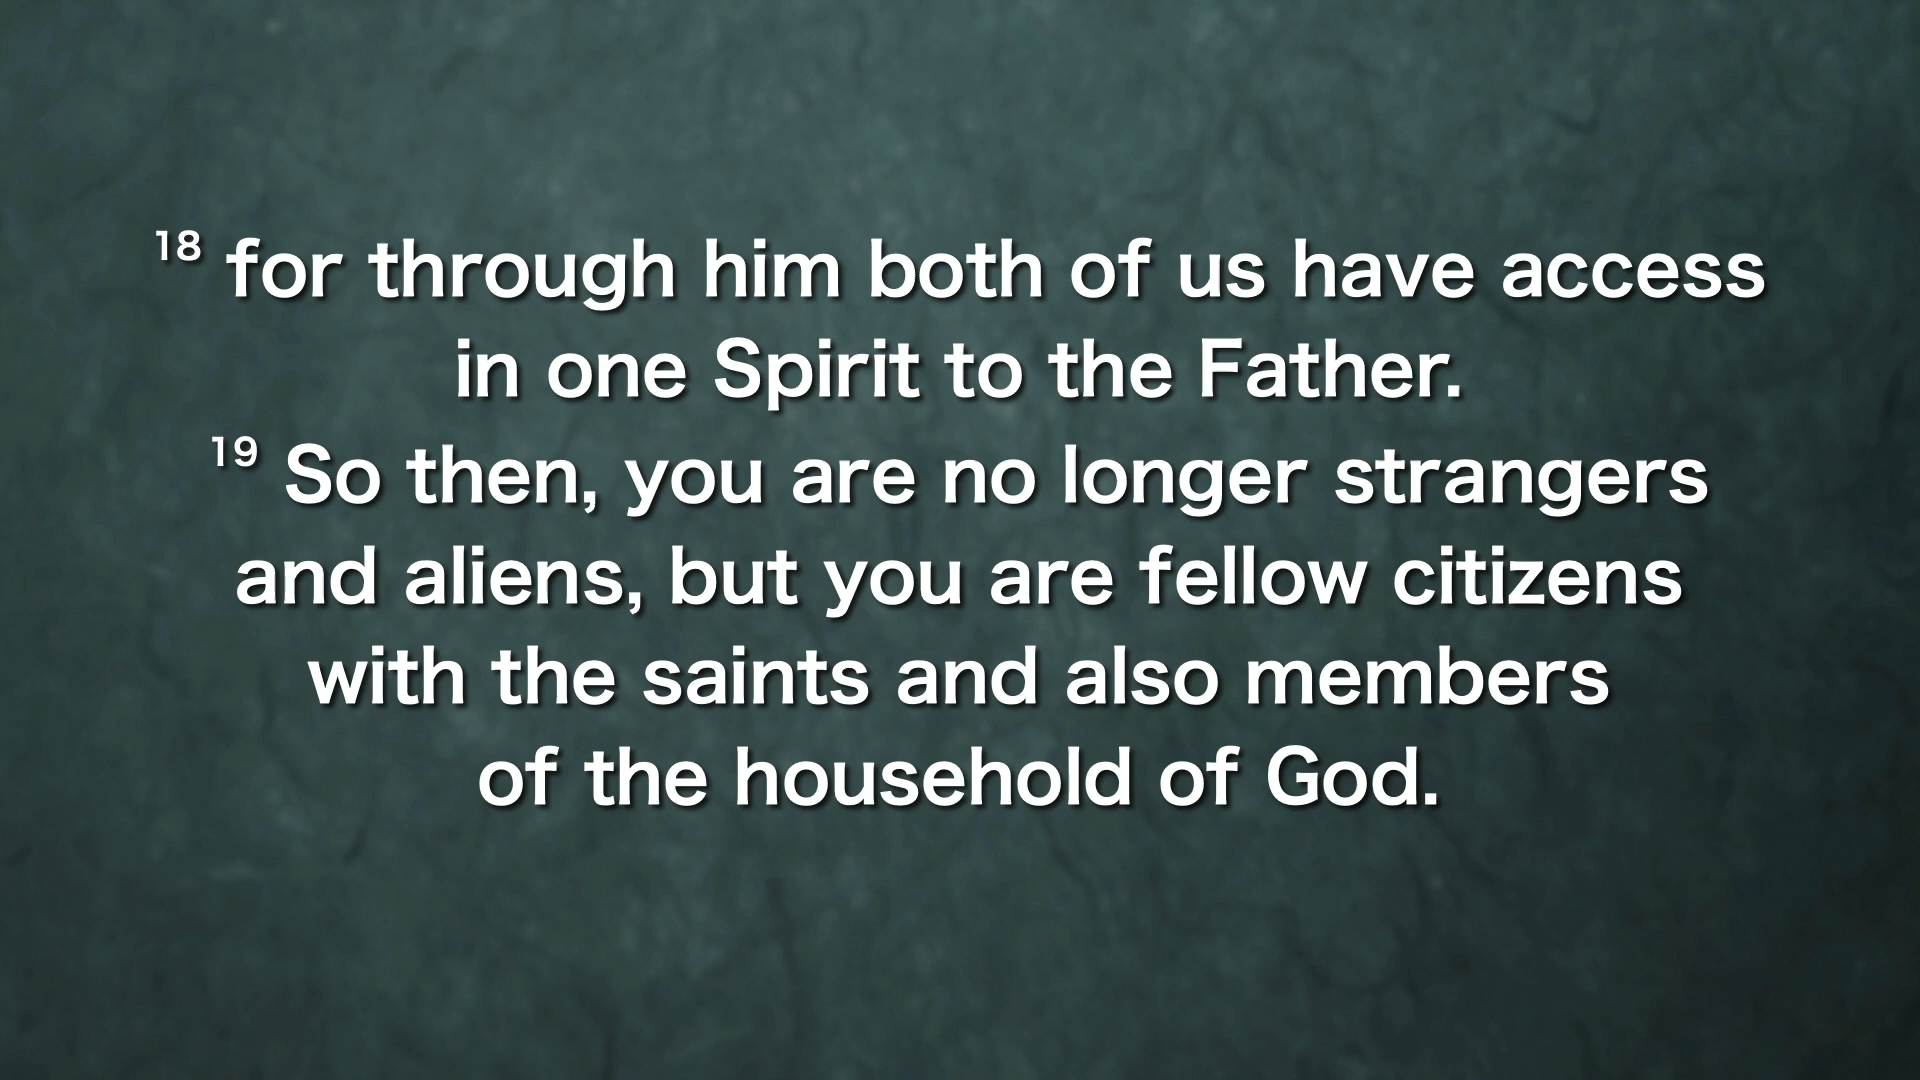 18 for through him both of us have access
in one Spirit to the Father.
19 So then, you are no longer strangers
and aliens, but you are fellow citizens
with the saints and also members
of the household of God.